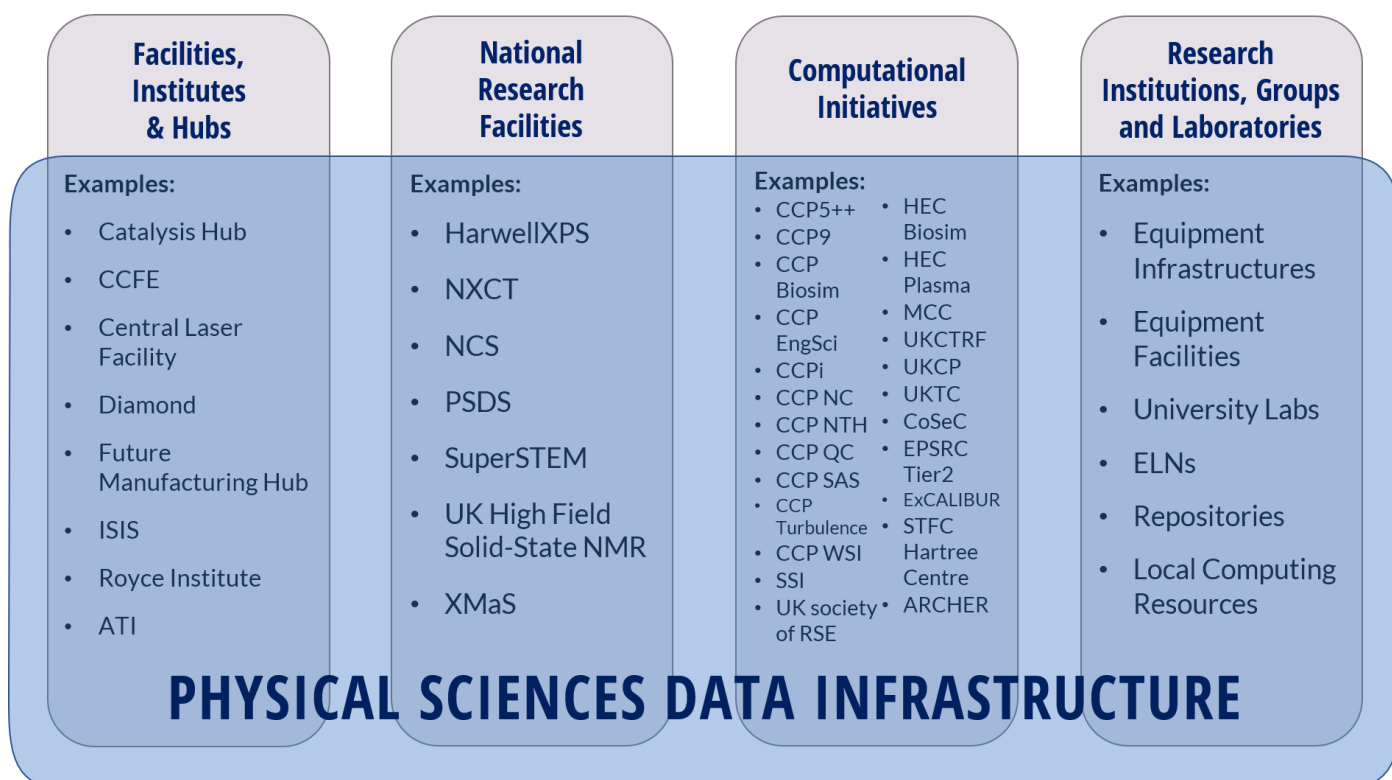 Facilities,
Institutes
& Hubs
Examples:
• Catalysis Hub
• CCFE
• Central Laser
Facility
• Diamond
• Future
Manufacturing Hub
• ISIS
• Royce Institute
• ATI
National
Research
Facilities
Examples:
• HarwellXPS
• NXCT
• NCS
• PSDS
• SuperSTEM
• UK High Field
Solid-State NMR
• XMaS
Computational
Initiatives
Examples:
• CCP5++
• CCP9
• CCP
Biosim
• CCP
EngSci
• CCPi
• CCP NC
• CCP NTH
• CCP QC
• CCP SAS
• CCP
Turbulence
• CCP WSI
• SSI
• UK society
of RSE
• HEC
Biosim
• HEC
Plasma
• MCC
• UKCTRF
• UKCP
• UKTC
• CoSeC
• EPSRC
Tier2
• ExCALIBUR
• STFC
Hartree
Centre
• ARCHER
Research
Institutions, Groups
and Laboratories
Examples:
• Equipment
Infrastructures
• Equipment
Facilities
• University Labs
• ELNs
• Repositories
• Local Computing
Resources
PHYSICAL SCIENCES DATA INFRASTRUCTURE